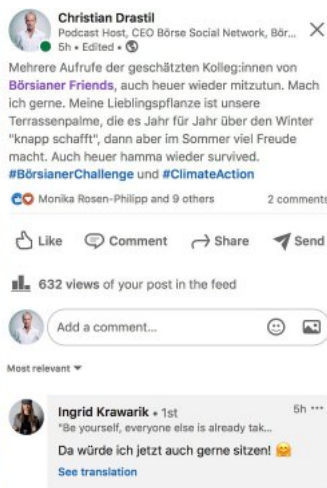 Christian Drastil
Podcast Host, CEO Börse Social Network, Bör...
5h • Edited •
Mehrere Aufrufe der geschätzten Kolleg:innen von
Börsianer Friends, auch heuer wieder mitzutun. Mach
ich gerne. Meine Lieblingspflanze ist unsere
Terrassenpalme, die es Jahr für Jahr über den Winter
"knapp schafft", dann aber im Sommer viel Freude
macht. Auch heuer hamma wieder survived.
#BörsianerChallenge und #ClimateAction
Monika Rosen-Philipp and 9 others 2 comments
Like Comment Share Send
632 views of your post in the feed
Add a comment...
Most relevant
Ingrid Krawarik • 1st 5h
"Be yourself, everyone else is already tak...
Da würde ich jetzt auch gerne sitzen! 🤗
See translation